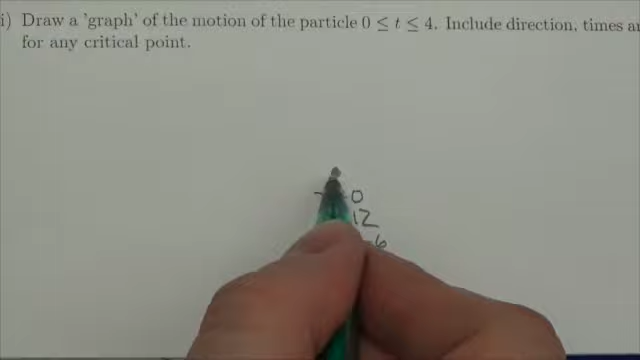 i) Draw a 'graph' of the motion of the particle 0 ≤ t ≤ 4. Include direction, times
for any critical point.
0
12
-6